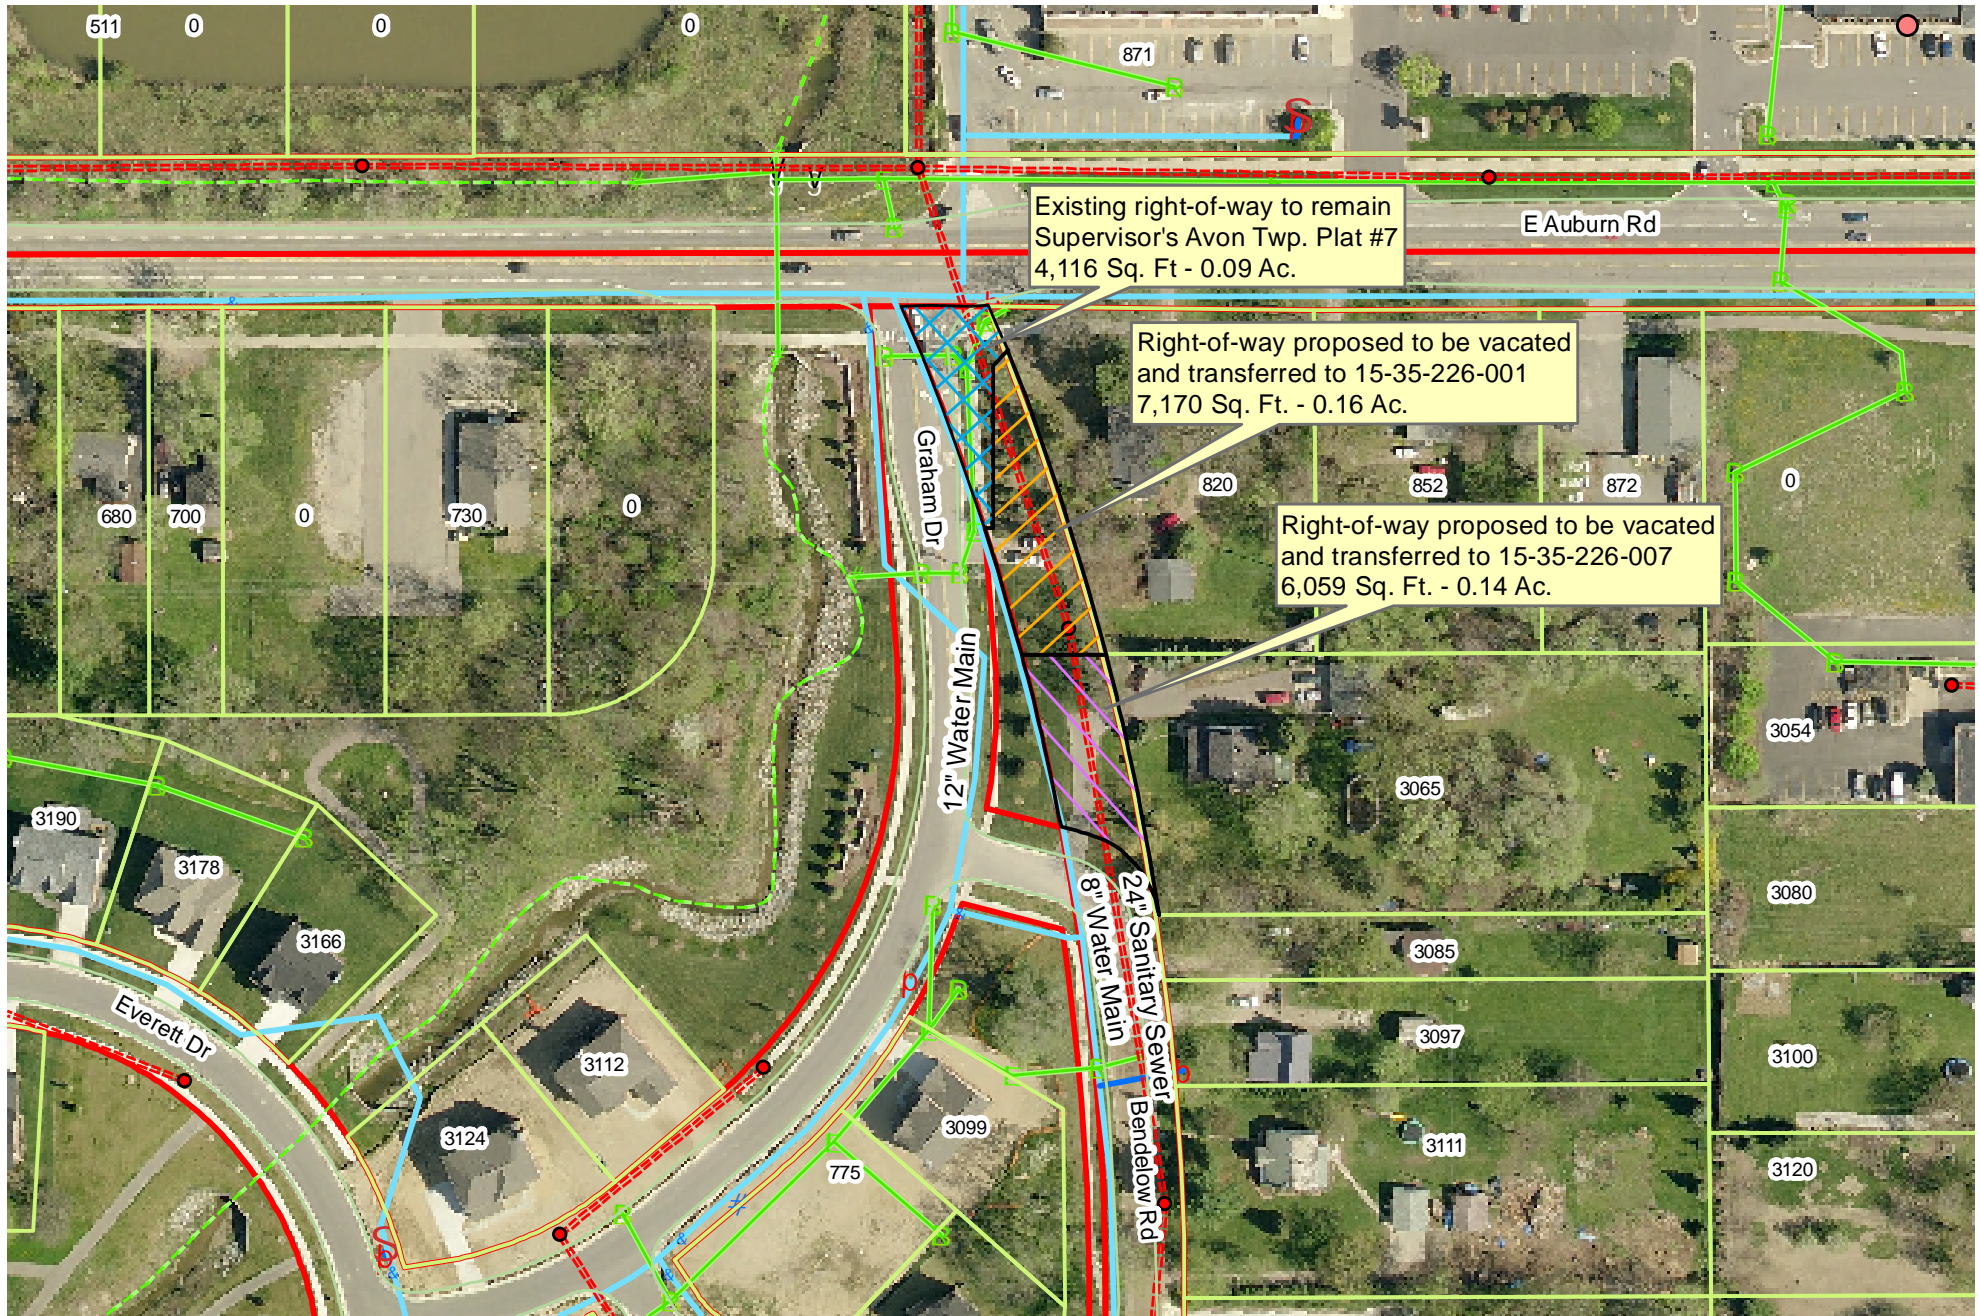 511
0
0
0
871
E Auburn Rd
Existing right-of-way to remain
Supervisor's Avon Twp. Plat #7
4,116 Sq. Ft - 0.09 Ac.
Right-of-way proposed to be vacated
and transferred to 15-35-226-001
7,170 Sq. Ft. - 0.16 Ac.
Right-of-way proposed to be vacated
and transferred to 15-35-226-007
6,059 Sq. Ft. - 0.14 Ac.
680
700
0
730
0
Graham Dr
820
852
872
0
12" Water Main
3054
3065
3190
3178
3166
3080
3085
8" Water Main
24" Sanitary Sewer
Everett Dr
3112
3097
3100
3124
3099
775
Bendelow Rd
3111
3120